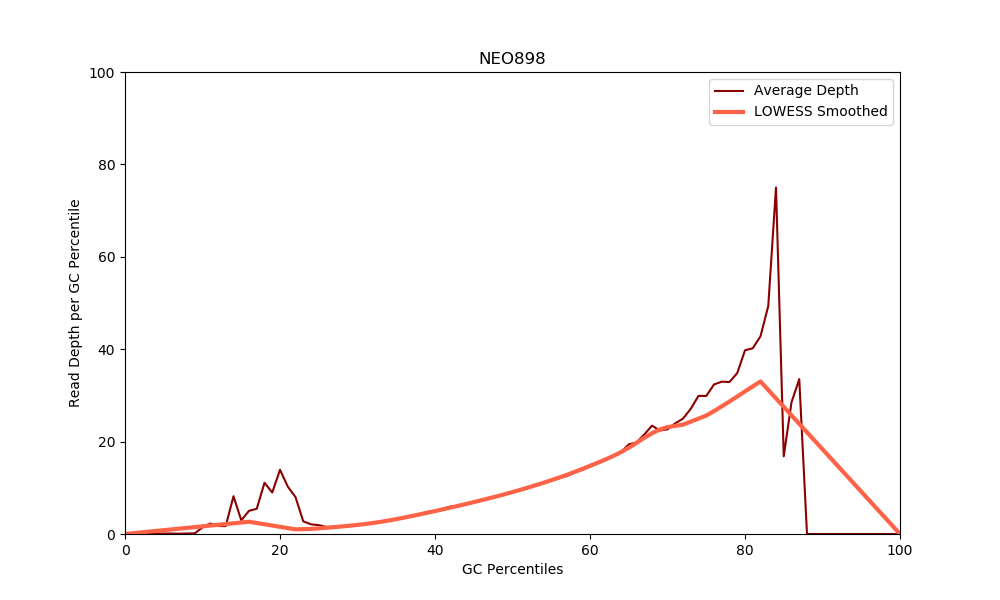 NEO898
Average Depth
LOWESS Smoothed
Read Depth per GC Percentile
100
80
60
40
20
0
0 20 40 60 80 100
GC Percentiles